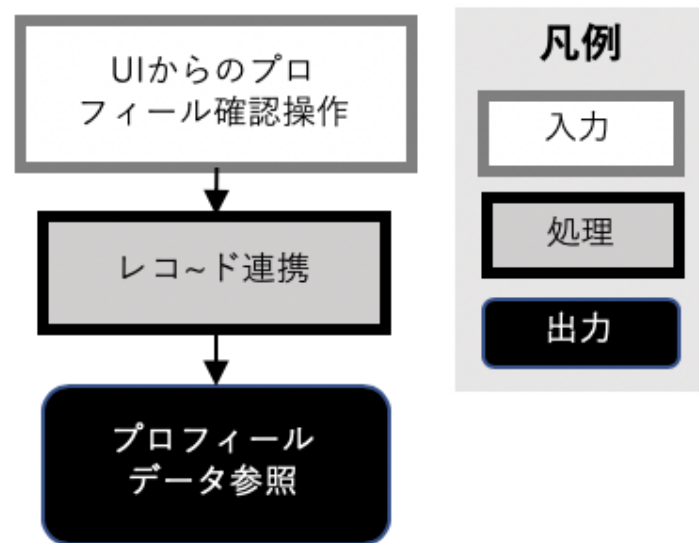 UIからのプロ
フィール確認操作
レコ~ド連携
プロフィール
データ参照
凡例
入力
処理
出力